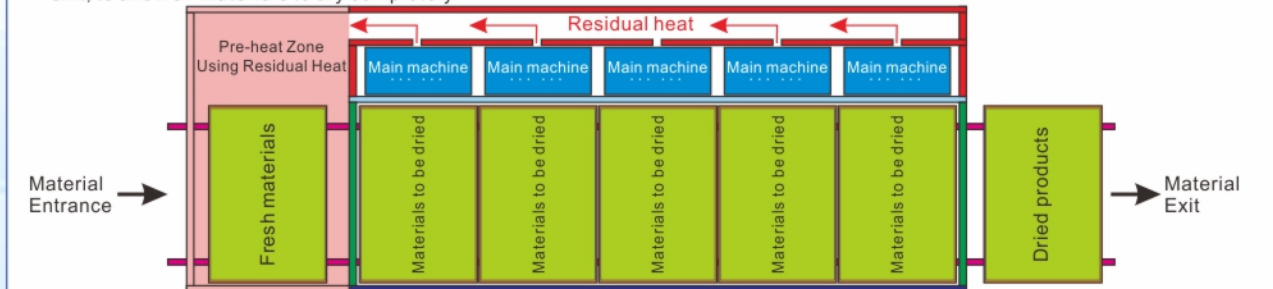 Residual heat
Pre-heat Zone
Using Residual Heat
Main machine
Main machine
Main machine
Main machine
Main machine
Material
Entrance
Fresh materials
Materials to be dried
Materials to be dried
Materials to be dried
Materials to be dried
Materials to be dried
Dried products
Material
Exit